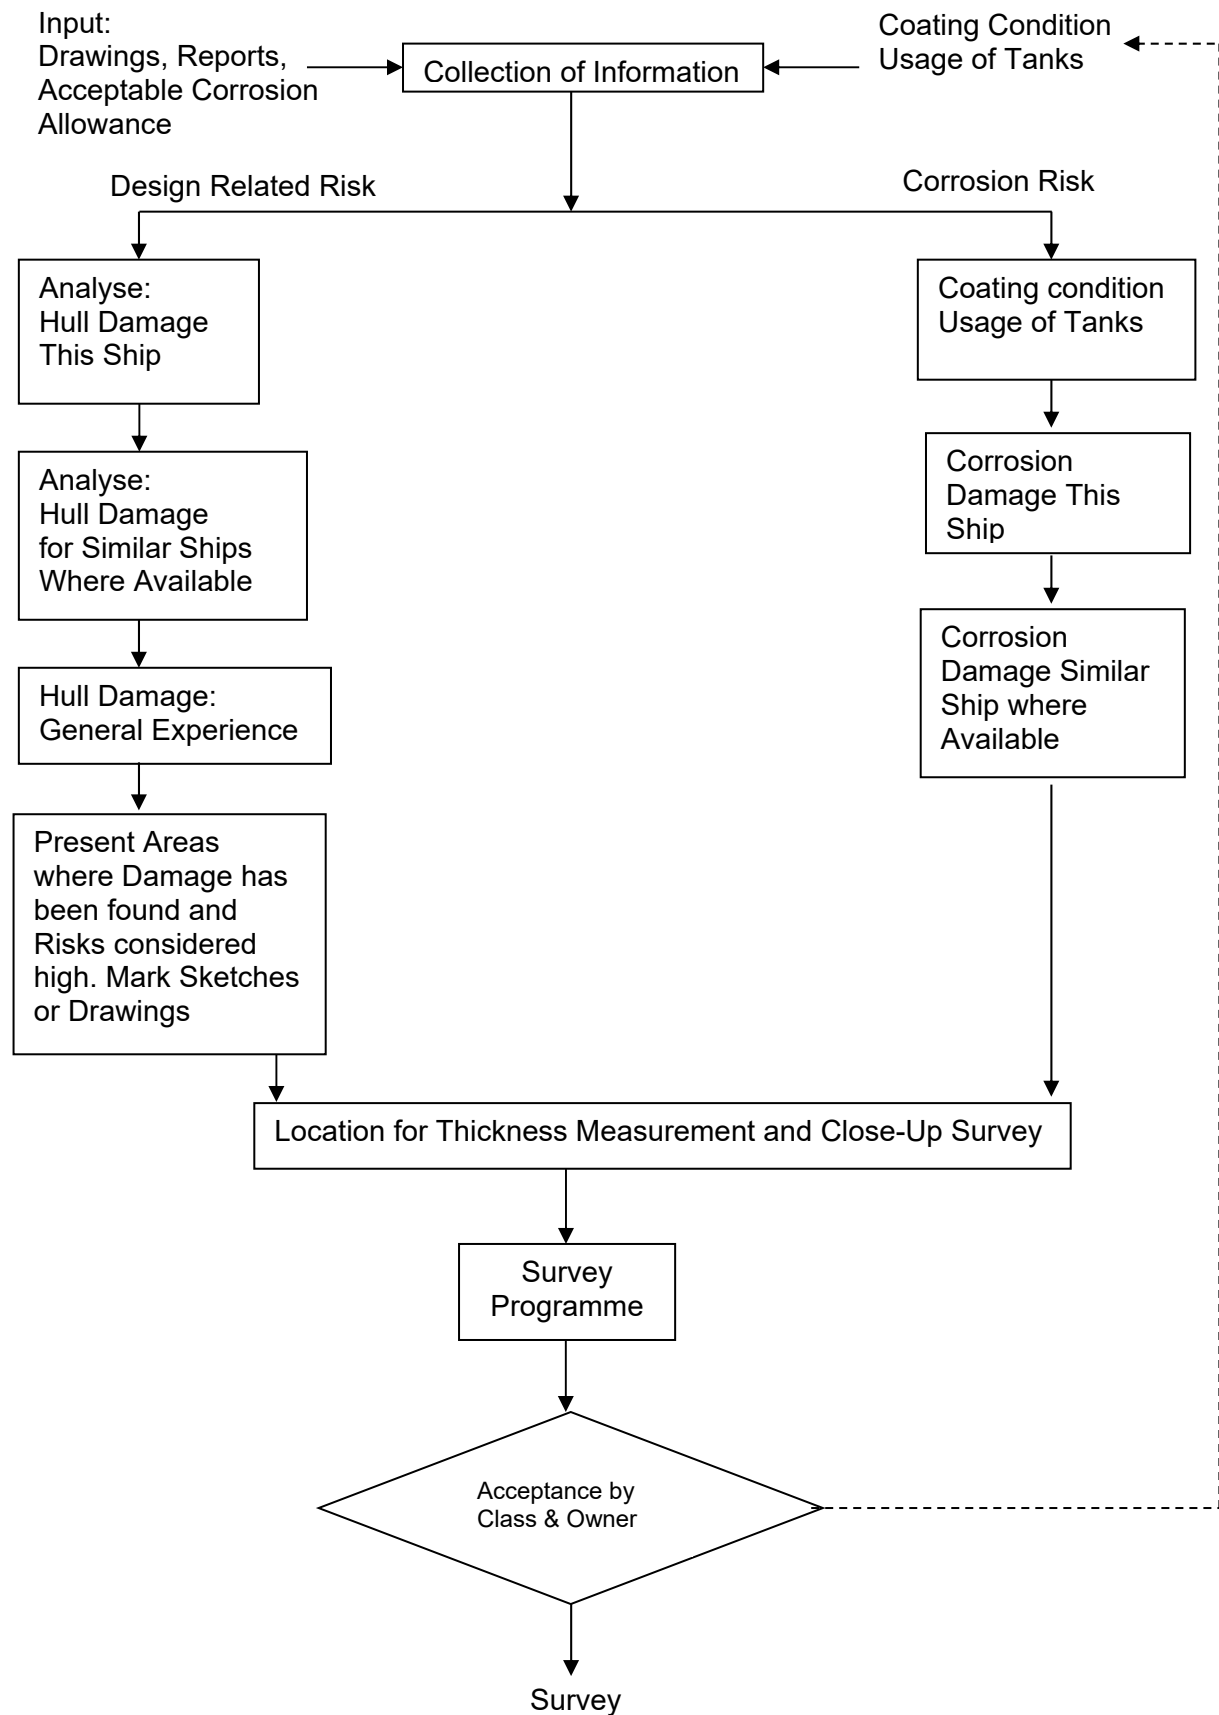 Input:
Drawings, Reports,
Acceptable Corrosion
Allowance
Collection of Information
Coating Condition
Usage of Tanks
Design Related Risk
Corrosion Risk
Analyse:
Hull Damage
This Ship
Coating condition
Usage of Tanks
Analyse:
Hull Damage
for Similar Ships
Where Available
Corrosion
Damage This
Ship
Hull Damage:
General Experience
Corrosion
Damage Similar
Ship where
Available
Present Areas
where Damage has
been found and
Risks considered
high. Mark Sketches
or Drawings
Location for Thickness Measurement and Close-Up Survey
Survey
Programme
Acceptance by
Class & Owner
Survey